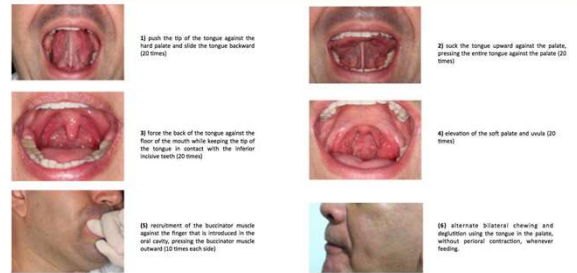 1) push the tip of the tongue against the
hard palate and slide the tongue backward
(20 times)
2) suck the tongue upward against the palate,
pressing the entire tongue against the palate (20
times)
3) force the back of the tongue against the
floor of the mouth while keeping the tip of
the tongue in contact with the inferior
incisive teeth (20 times)
4) elevation of the soft palate and uvula (20
times)
(5) recruitment of the buccinator muscle
against the finger that is introduced in the
oral cavity, pressing the buccinator muscle
outward (10 times each side)
(6) alternate bilateral chewing and
deglutition using the tongue in the palate,
without perioral contraction, whenever
feeding.